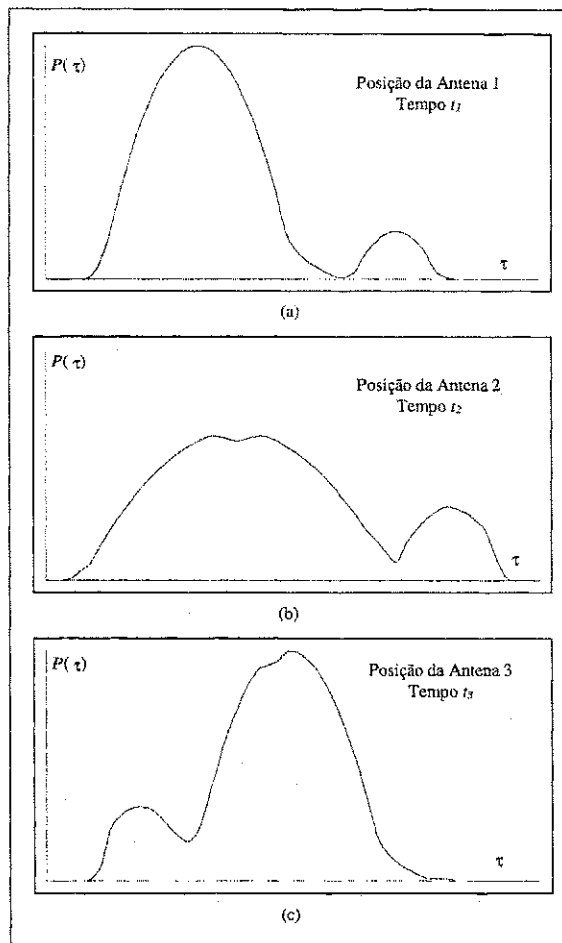 P(τ)
Posição da Antena 1
Tempo t₁
τ
(a)
P(τ)
Posição da Antena 2
Tempo t₂
τ
(b)
P(τ)
Posição da Antena 3
Tempo t₃
τ
(c)